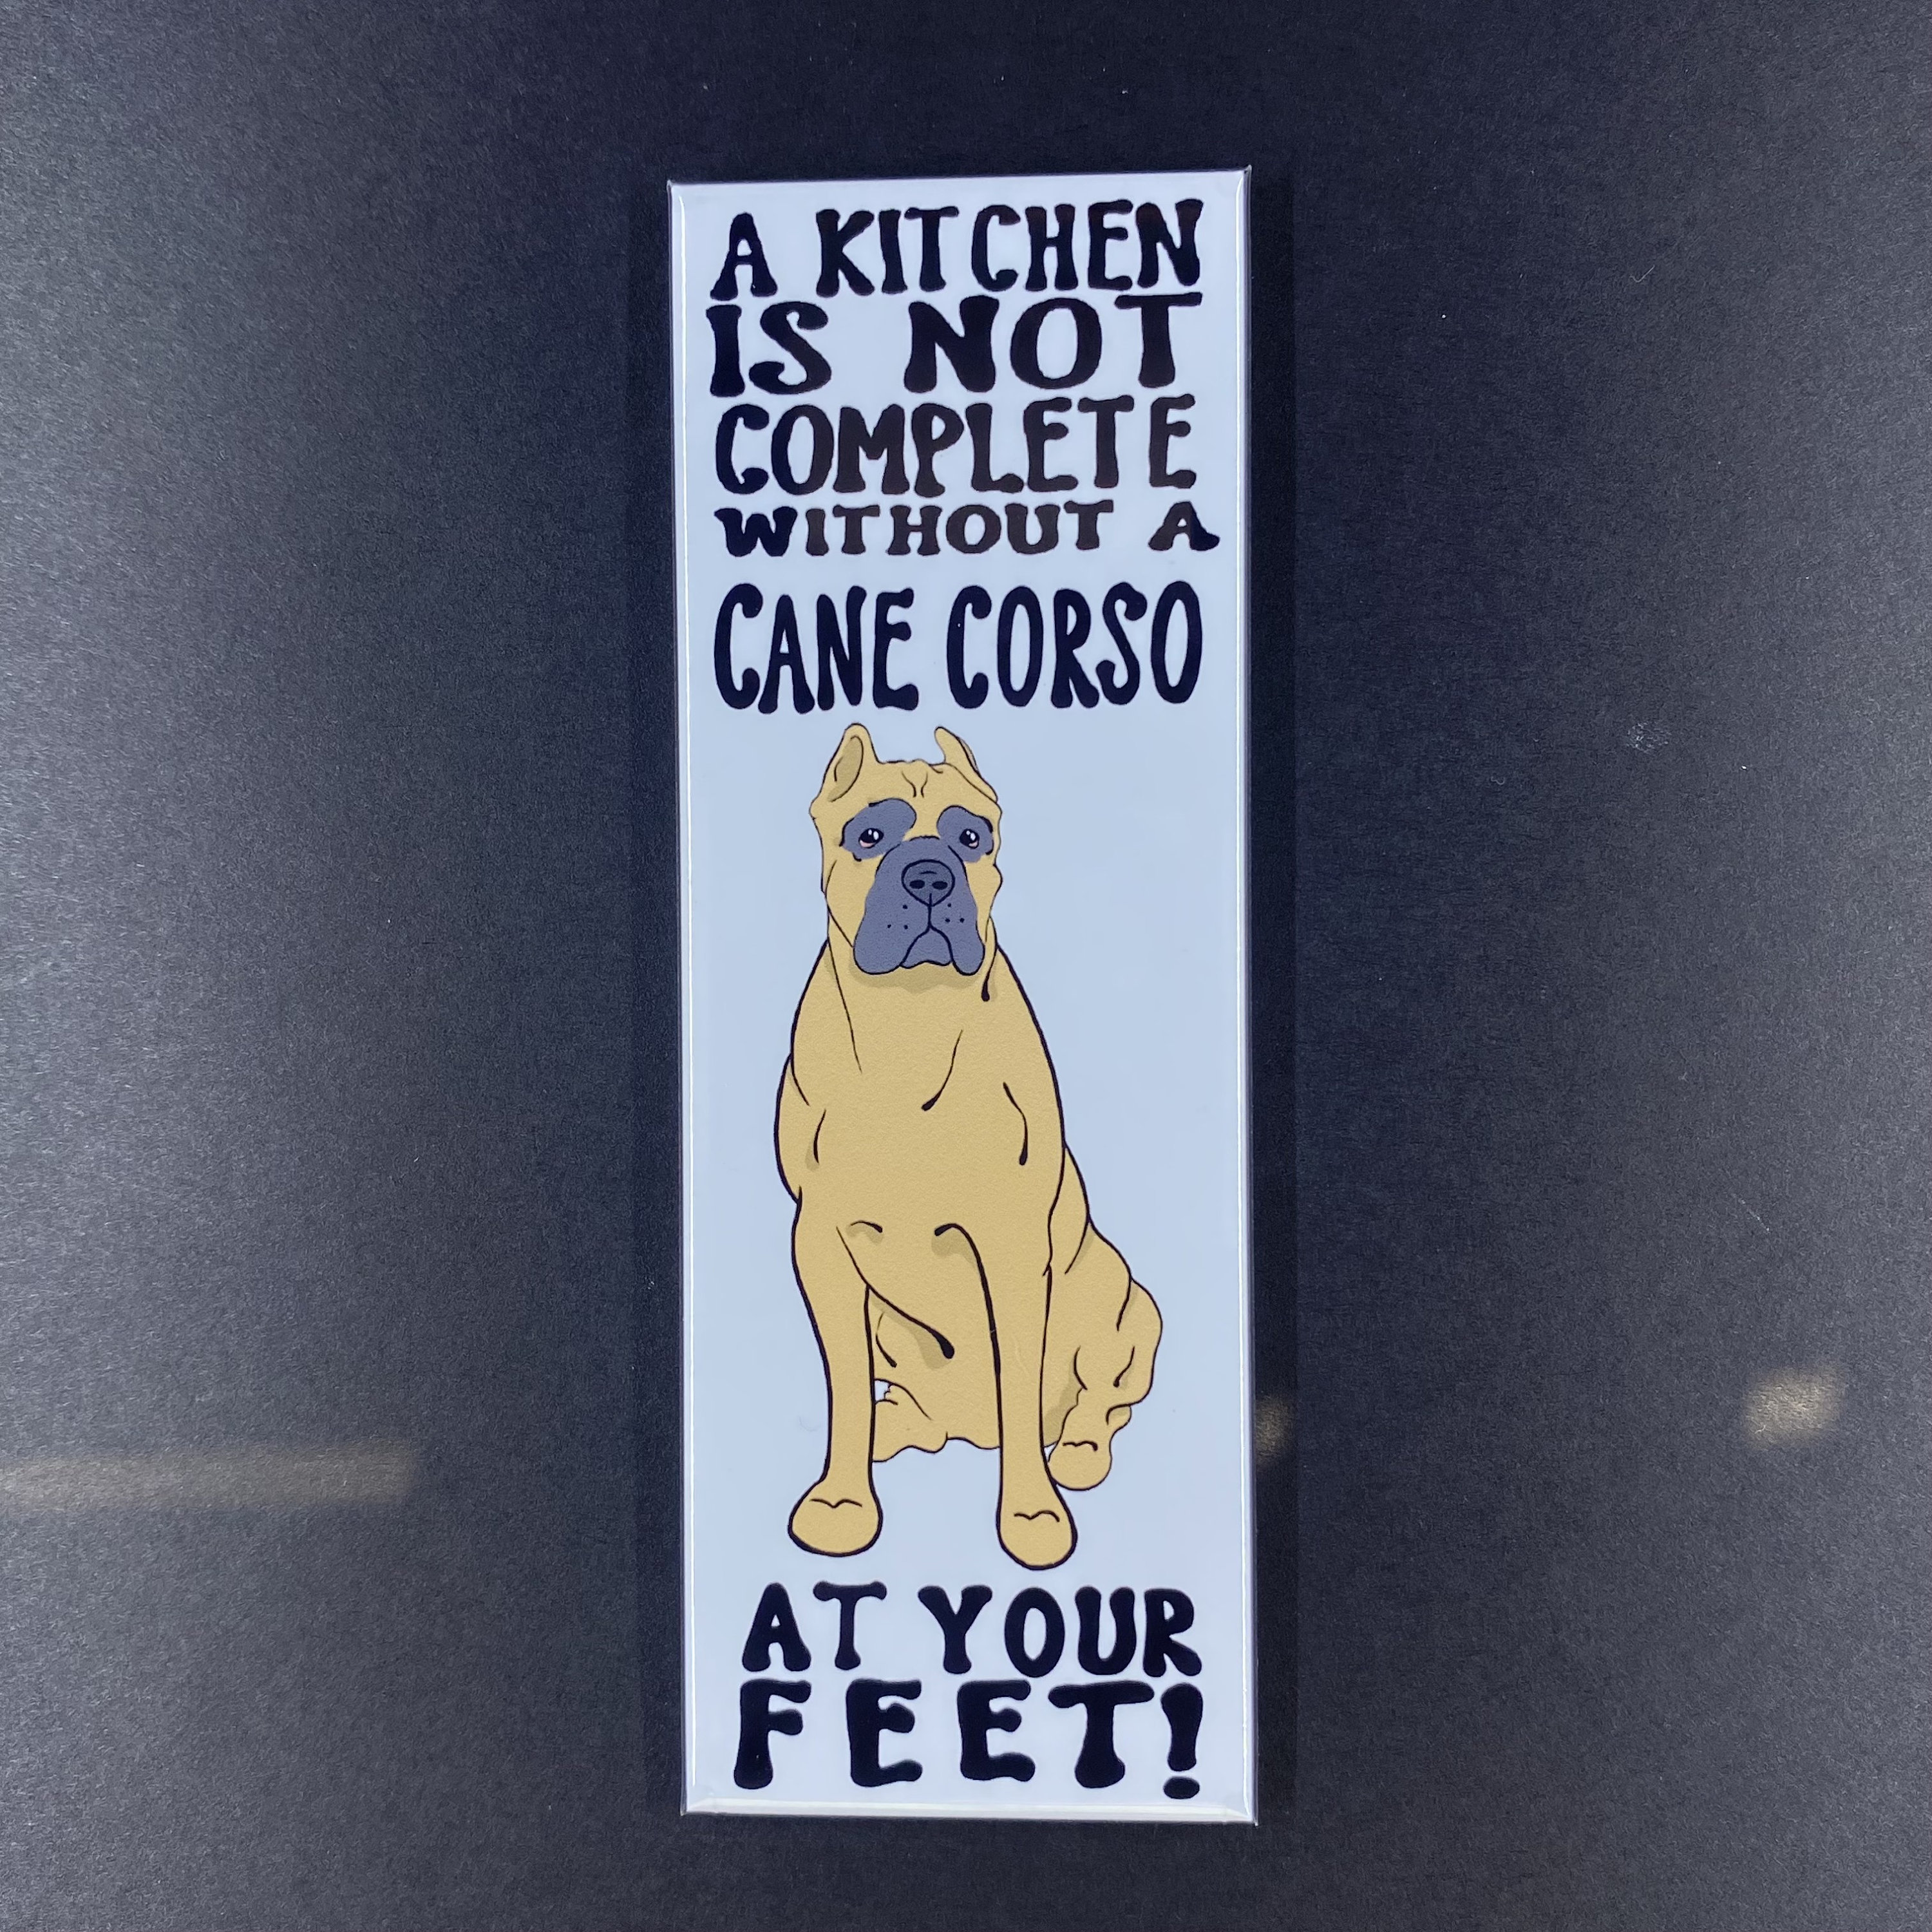 A KITCHEN
IS NOT
COMPLETE
WITHOUT A
CANE CORSO
AT YOUR
FEET!